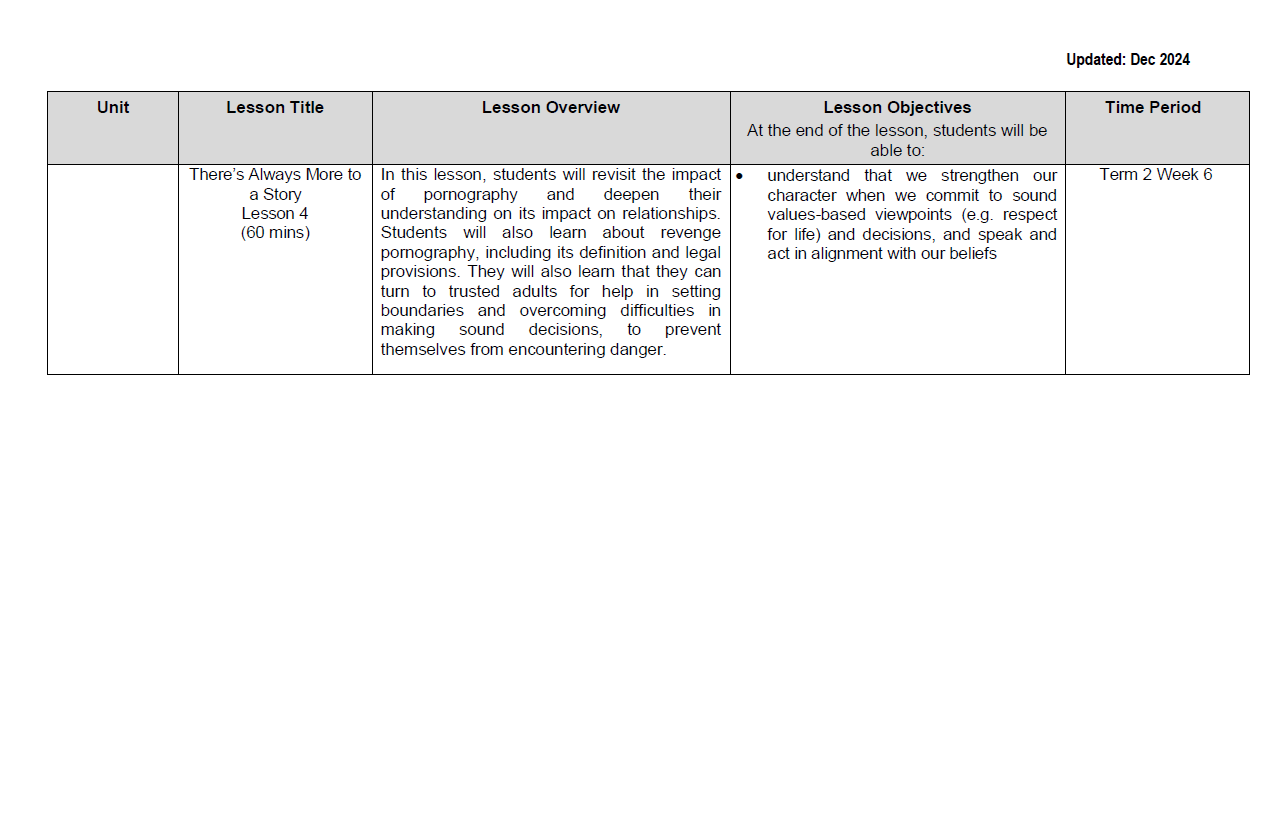 Updated: Dec 2024
Unit
Lesson Title
Lesson Overview
Lesson Objectives
At the end of the lesson, students will be
able to:
Time Period
There’s Always More to
a Story
Lesson 4
(60 mins)
In this lesson, students will revisit the impact
of pornography and deepen their
understanding on its impact on relationships.
Students will also learn about revenge
pornography, including its definition and legal
provisions. They will also learn that they can
turn to trusted adults for help in setting
boundaries and overcoming difficulties in
making sound decisions, to prevent
themselves from encountering danger.
• understand that we strengthen our
character when we commit to sound
values-based viewpoints (e.g. respect
for life) and decisions, and speak and
act in alignment with our beliefs
Term 2 Week 6